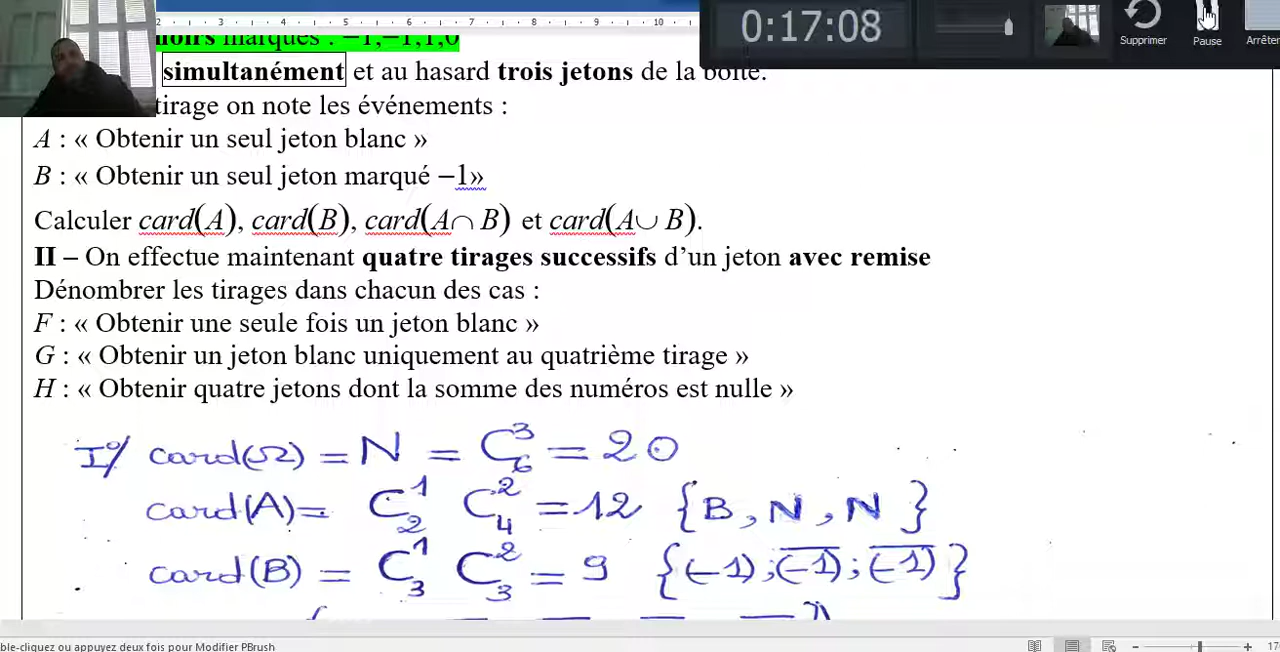 0:17:08
Supprimer Pause Arrêter
noirs marqués : −1,−1,1,0
simultanément et au hasard trois jetons de la boîte.
tirage on note les événements :
A : « Obtenir un seul jeton blanc »
B : « Obtenir un seul jeton marqué −1»
Calculer card(A), card(B), card(A∩B) et card(A∪B).
II – On effectue maintenant quatre tirages successifs d’un jeton avec remise
Dénombrer les tirages dans chacun des cas :
F : « Obtenir une seule fois un jeton blanc »
G : « Obtenir un jeton blanc uniquement au quatrième tirage »
H : « Obtenir quatre jetons dont la somme des numéros est nulle »
I°/ card(Ω) = N = C₆³ = 20
card(A) = C₂¹ C₄² = 12 {B, N, N}
card(B) = C₃¹ C₃² = 9 {(−1) ; (̅−̅1̅)̅ ; (̅−̅1̅)̅}
ble-cliquez ou appuyez deux fois pour Modifier PBrush